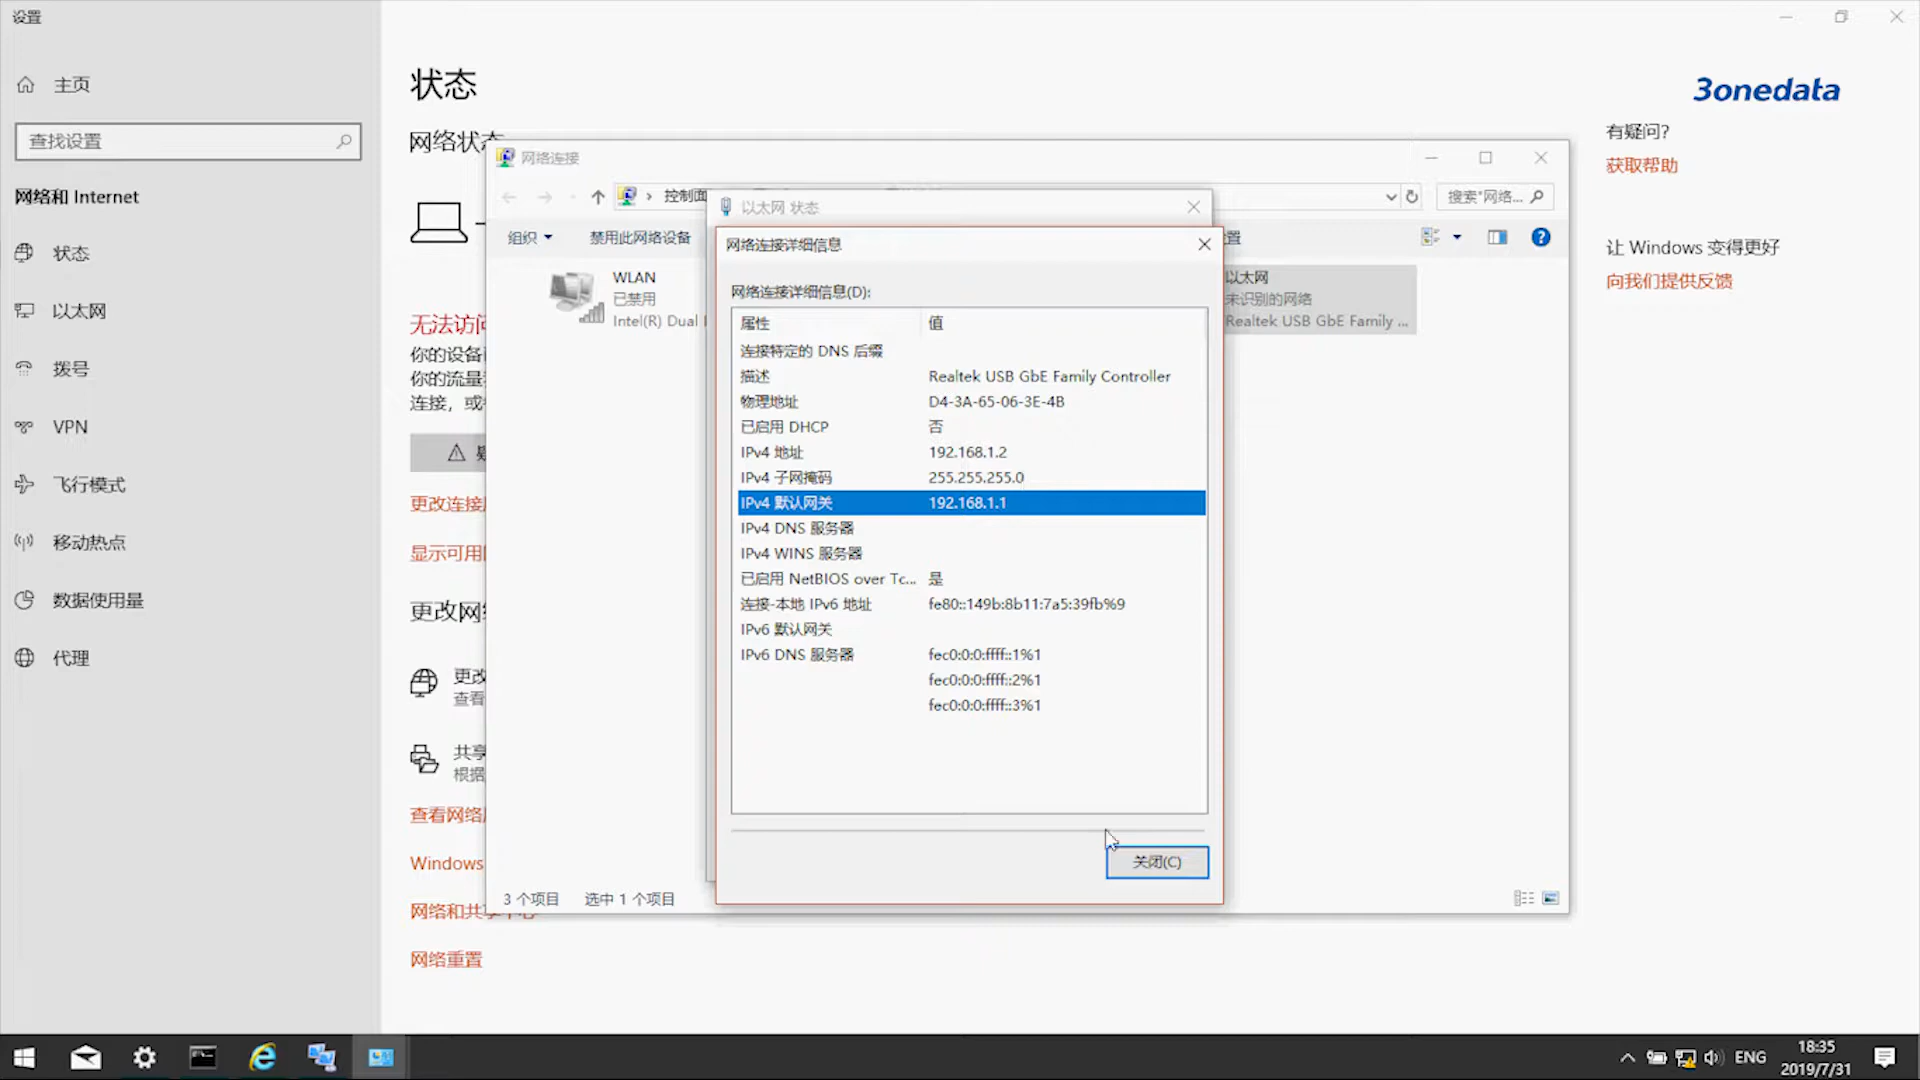 设置
主页
查找设置
网络和 Internet
状态
以太网
拨号
VPN
飞行模式
移动热点
数据使用量
代理
状态
网络状态
无法访问
你的设备
你的流量
连接，或
更改连接
显示可用
更改网络
更改
查看
共享
根据
查看网络
Windows
网络和共享中心
网络重置
3onedata
有疑问?
获取帮助
让 Windows 变得更好
向我们提供反馈
网络连接
控制面
搜索"网络...
组织
禁用此网络设备
置
WLAN
已禁用
Intel(R) Dual
以太网
未识别的网络
Realtek USB GbE Family ...
3 个项目 选中 1 个项目
以太网 状态
网络连接详细信息
网络连接详细信息(D):
属性 值
连接特定的 DNS 后缀
描述 Realtek USB GbE Family Controller
物理地址 D4-3A-65-06-3E-4B
已启用 DHCP 否
IPv4 地址 192.168.1.2
IPv4 子网掩码 255.255.255.0
IPv4 默认网关 192.168.1.1
IPv4 DNS 服务器
IPv4 WINS 服务器
已启用 NetBIOS over Tc... 是
连接-本地 IPv6 地址 fe80::149b:8b11:7a5:39fb%9
IPv6 默认网关
IPv6 DNS 服务器 fec0:0:0:ffff::1%1
fec0:0:0:ffff::2%1
fec0:0:0:ffff::3%1
关闭(C)
ENG
18:35
2019/7/31